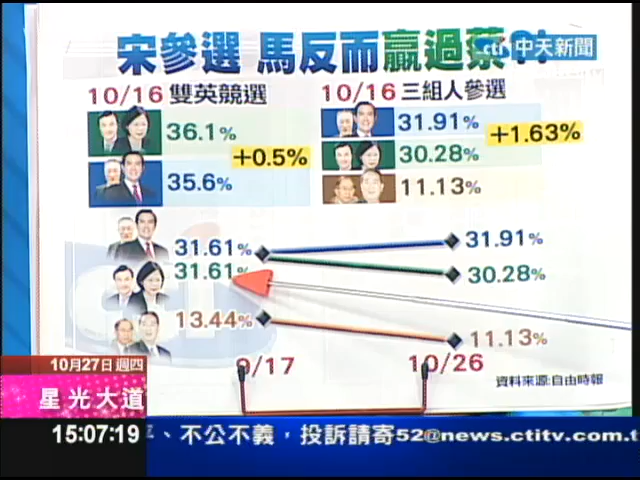 宋參選 馬反而贏過蔡?!
cti 中天新聞
10/16 雙英競選
36.1%
+0.5%
35.6%
10/16 三組人參選
31.91%
+1.63%
30.28%
11.13%
31.61%
31.91%
31.61%
30.28%
13.44%
11.13%
9/17
10/26
資料來源:自由時報
10月27日 週四
星光大道
15:07:19
、不公不義，投訴請寄52@news.ctitv.com.t